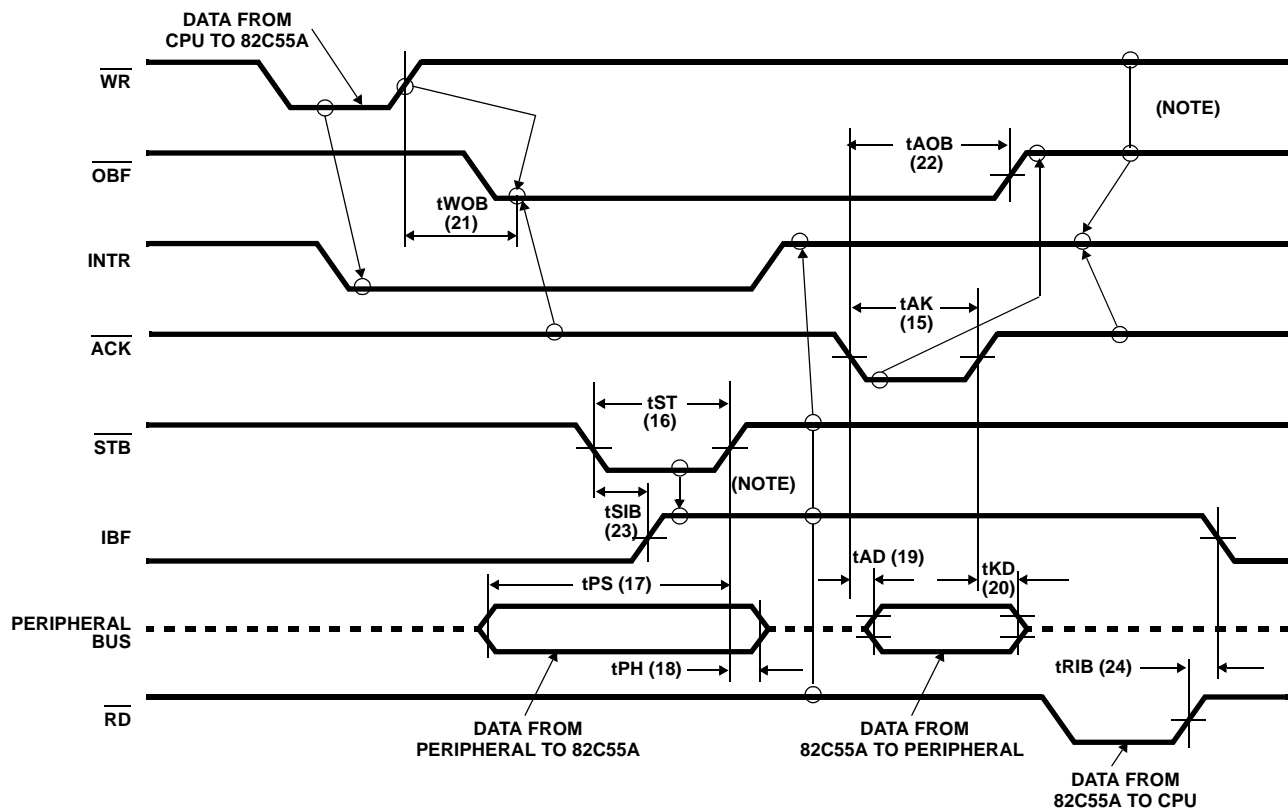 DATA FROM
CPU TO 82C55A
WR
(NOTE)
tAOB
(22)
OBF
tWOB
(21)
INTR
tAK
(15)
ACK
tST
(16)
STB
(NOTE)
tSIB
(23)
IBF
tAD (19)
tKD
(20)
tPS (17)
PERIPHERAL
BUS
tPH (18)
tRIB (24)
RD
DATA FROM
PERIPHERAL TO 82C55A
DATA FROM
82C55A TO PERIPHERAL
DATA FROM
82C55A TO CPU